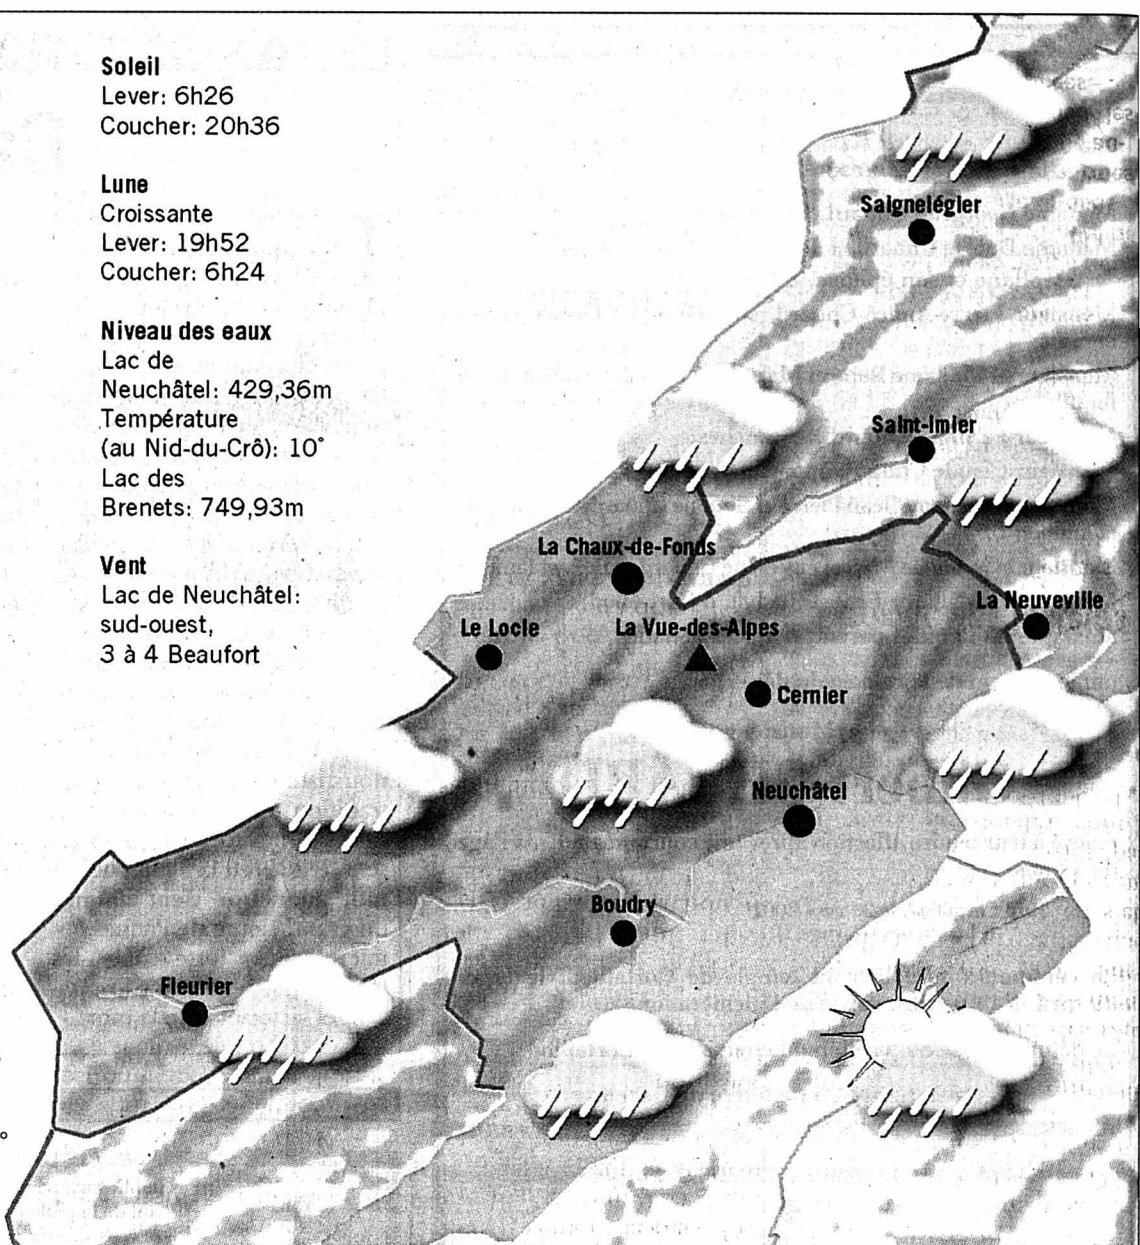 Soleil
Lever: 6h26
Coucher: 20h36
Lune
Croissante
Lever: 19h52
Coucher: 6h24
Niveau des eaux
Lac de
Neuchâtel: 429,36m
Température
(au Nid-du-Crô): 10°
Lac des
Brenets: 749,93m
Vent
Lac de Neuchâtel:
sud-ouest,
3 à 4 Beaufort
Saignelégier
Saint-Imier
La Chaux-de-Fonds
La Neuveville
Le Locle
La Vue-des-Alpes
Cernier
Neuchâtel
Boudry
Fleurier